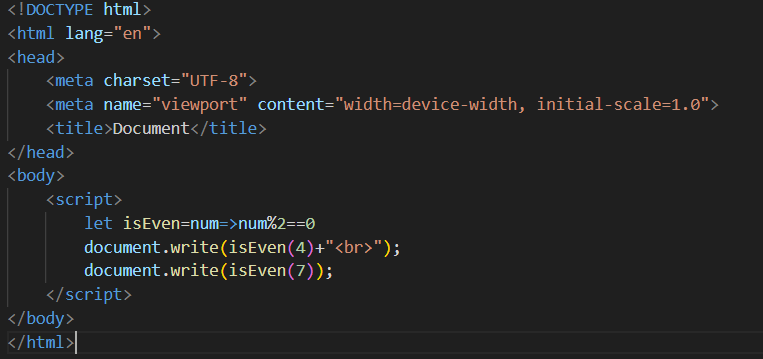 <!DOCTYPE html>
<html lang="en">
<head>
    <meta charset="UTF-8">
    <meta name="viewport" content="width=device-width, initial-scale=1.0">
    <title>Document</title>
</head>
<body>
    <script>
        let isEven=num=>num%2==0
        document.write(isEven(4)+"<br>");
        document.write(isEven(7));
    </script>
</body>
</html>